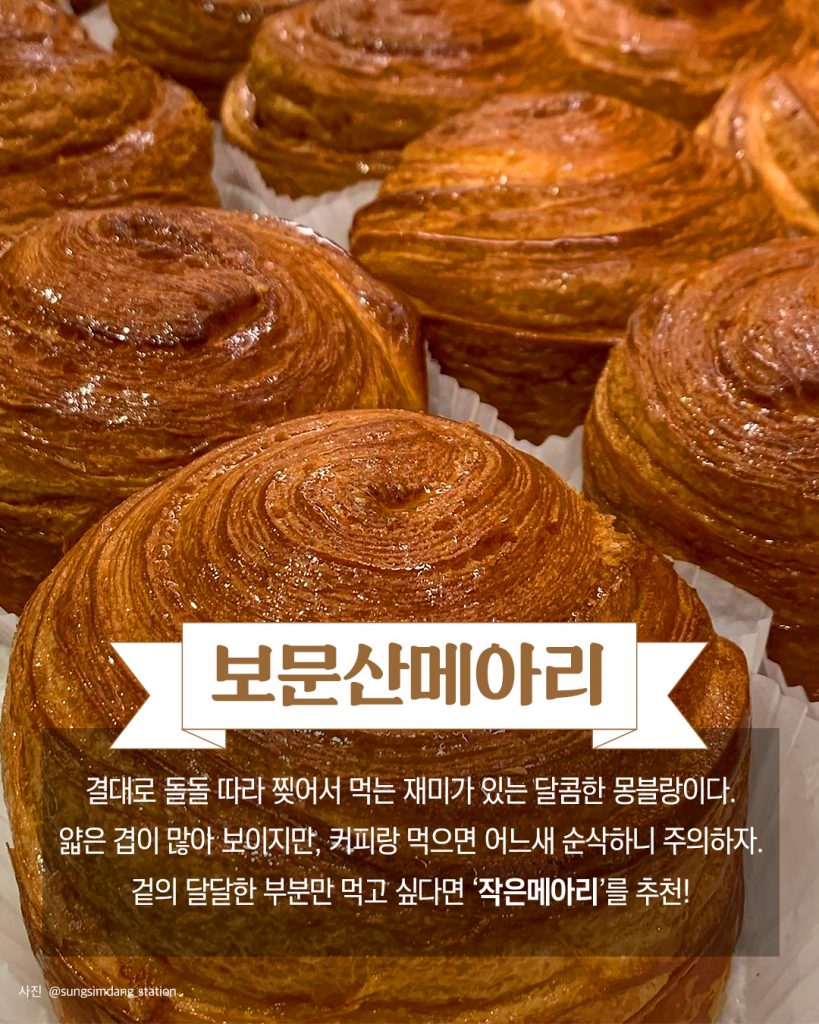 보문산메아리
결대로 돌돌 따라 찢어서 먹는 재미가 있는 달콤한 몽블랑이다.
얇은 겹이 많아 보이지만, 커피랑 먹으면 어느새 순삭하니 주의하자.
겉의 달달한 부분만 먹고 싶다면 ‘작은메아리’를 추천!
사진 @sungsimdang_station